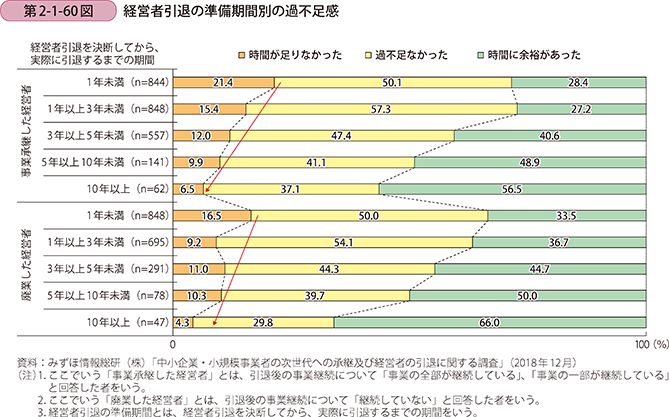 第2-1-60図 経営者引退の準備期間別の過不足感
経営者引退を決断してから、
実際に引退するまでの期間
時間が足りなかった 過不足なかった 時間に余裕があった
事業承継した経営者
1年未満（n=844） 21.4 50.1 28.4
1年以上3年未満（n=848） 15.4 57.3 27.2
3年以上5年未満（n=557） 12.0 47.4 40.6
5年以上10年未満（n=141） 9.9 41.1 48.9
10年以上（n=62） 6.5 37.1 56.5
廃業した経営者
1年未満（n=848） 16.5 50.0 33.5
1年以上3年未満（n=695） 9.2 54.1 36.7
3年以上5年未満（n=291） 11.0 44.3 44.7
5年以上10年未満（n=78） 10.3 39.7 50.0
10年以上（n=47） 4.3 29.8 66.0
0 100（%）
資料：みずほ情報総研（株）「中小企業・小規模事業者の次世代への承継及び経営者の引退に関する調査」（2018年12月）
（注）1. ここでいう「事業承継した経営者」とは、引退後の事業継続について「事業の全部が継続している」、「事業の一部が継続している」
と回答した者をいう。
2. ここでいう「廃業した経営者」とは、引退後の事業継続について「継続していない」と回答した者をいう。
3. 経営者引退の準備期間とは、経営者引退を決断してから、実際に引退するまでの期間をいう。